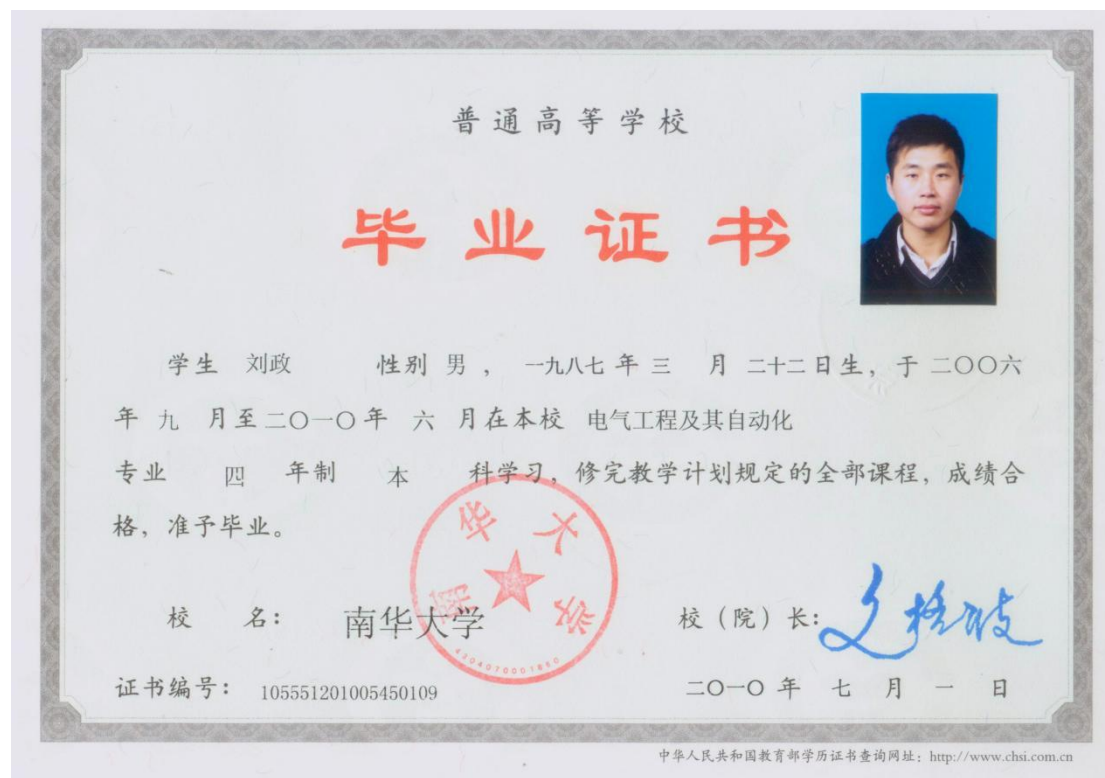 普通高等学校
毕业证书
学生 刘政 性别 男 , 一九八七 年 三 月 二十二 日生, 于 二〇〇六
年 九 月至 二〇一〇 年 六 月在本校 电气工程及其自动化
专业 四 年制 本 科学习, 修完教学计划规定的全部课程, 成绩合
格, 准予毕业。
南华大学
校 名: 南华大学 校(院)长:
证书编号: 105551201005450109 二〇一〇 年 七 月 一 日
中华人民共和国教育部学历证书查询网址: http://www.chsi.com.cn